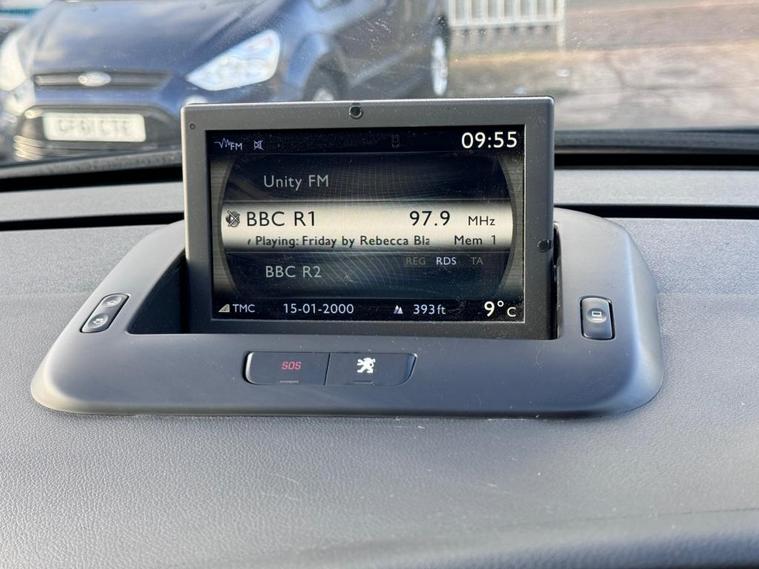 GF61CTE
FM
09:55
Unity FM
BBC R1 97.9 MHz
Playing: Friday by Rebecca Bla Mem 1
REG RDS TA
BBC R2
TMC 15-01-2000 393ft 9°C
SOS